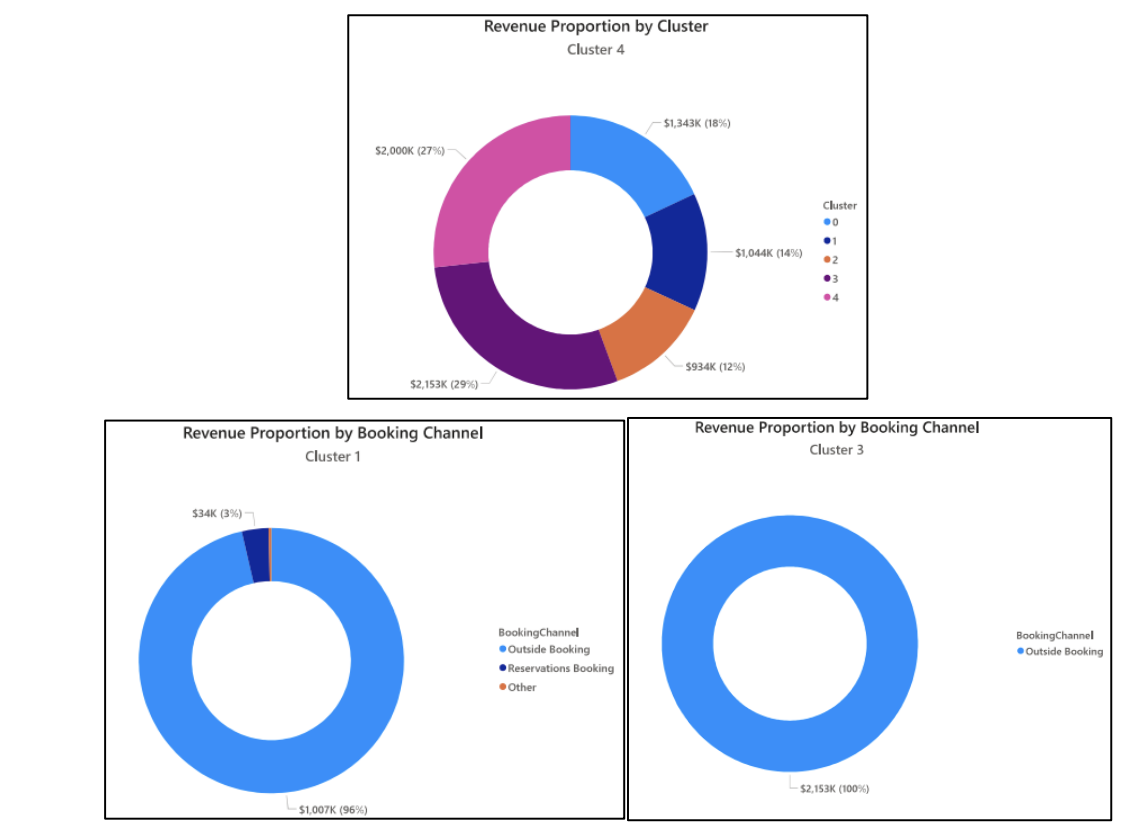 Revenue Proportion by Cluster
Cluster 4
$1,343K (18%)
$2,000K (27%)
Cluster
0
1
2
3
4
$1,044K (14%)
$934K (12%)
$2,153K (29%)
Revenue Proportion by Booking Channel
Cluster 1
$34K (3%)
BookingChannel
Outside Booking
Reservations Booking
Other
$1,007K (96%)
Revenue Proportion by Booking Channel
Cluster 3
BookingChannel
Outside Booking
$2,153K (100%)